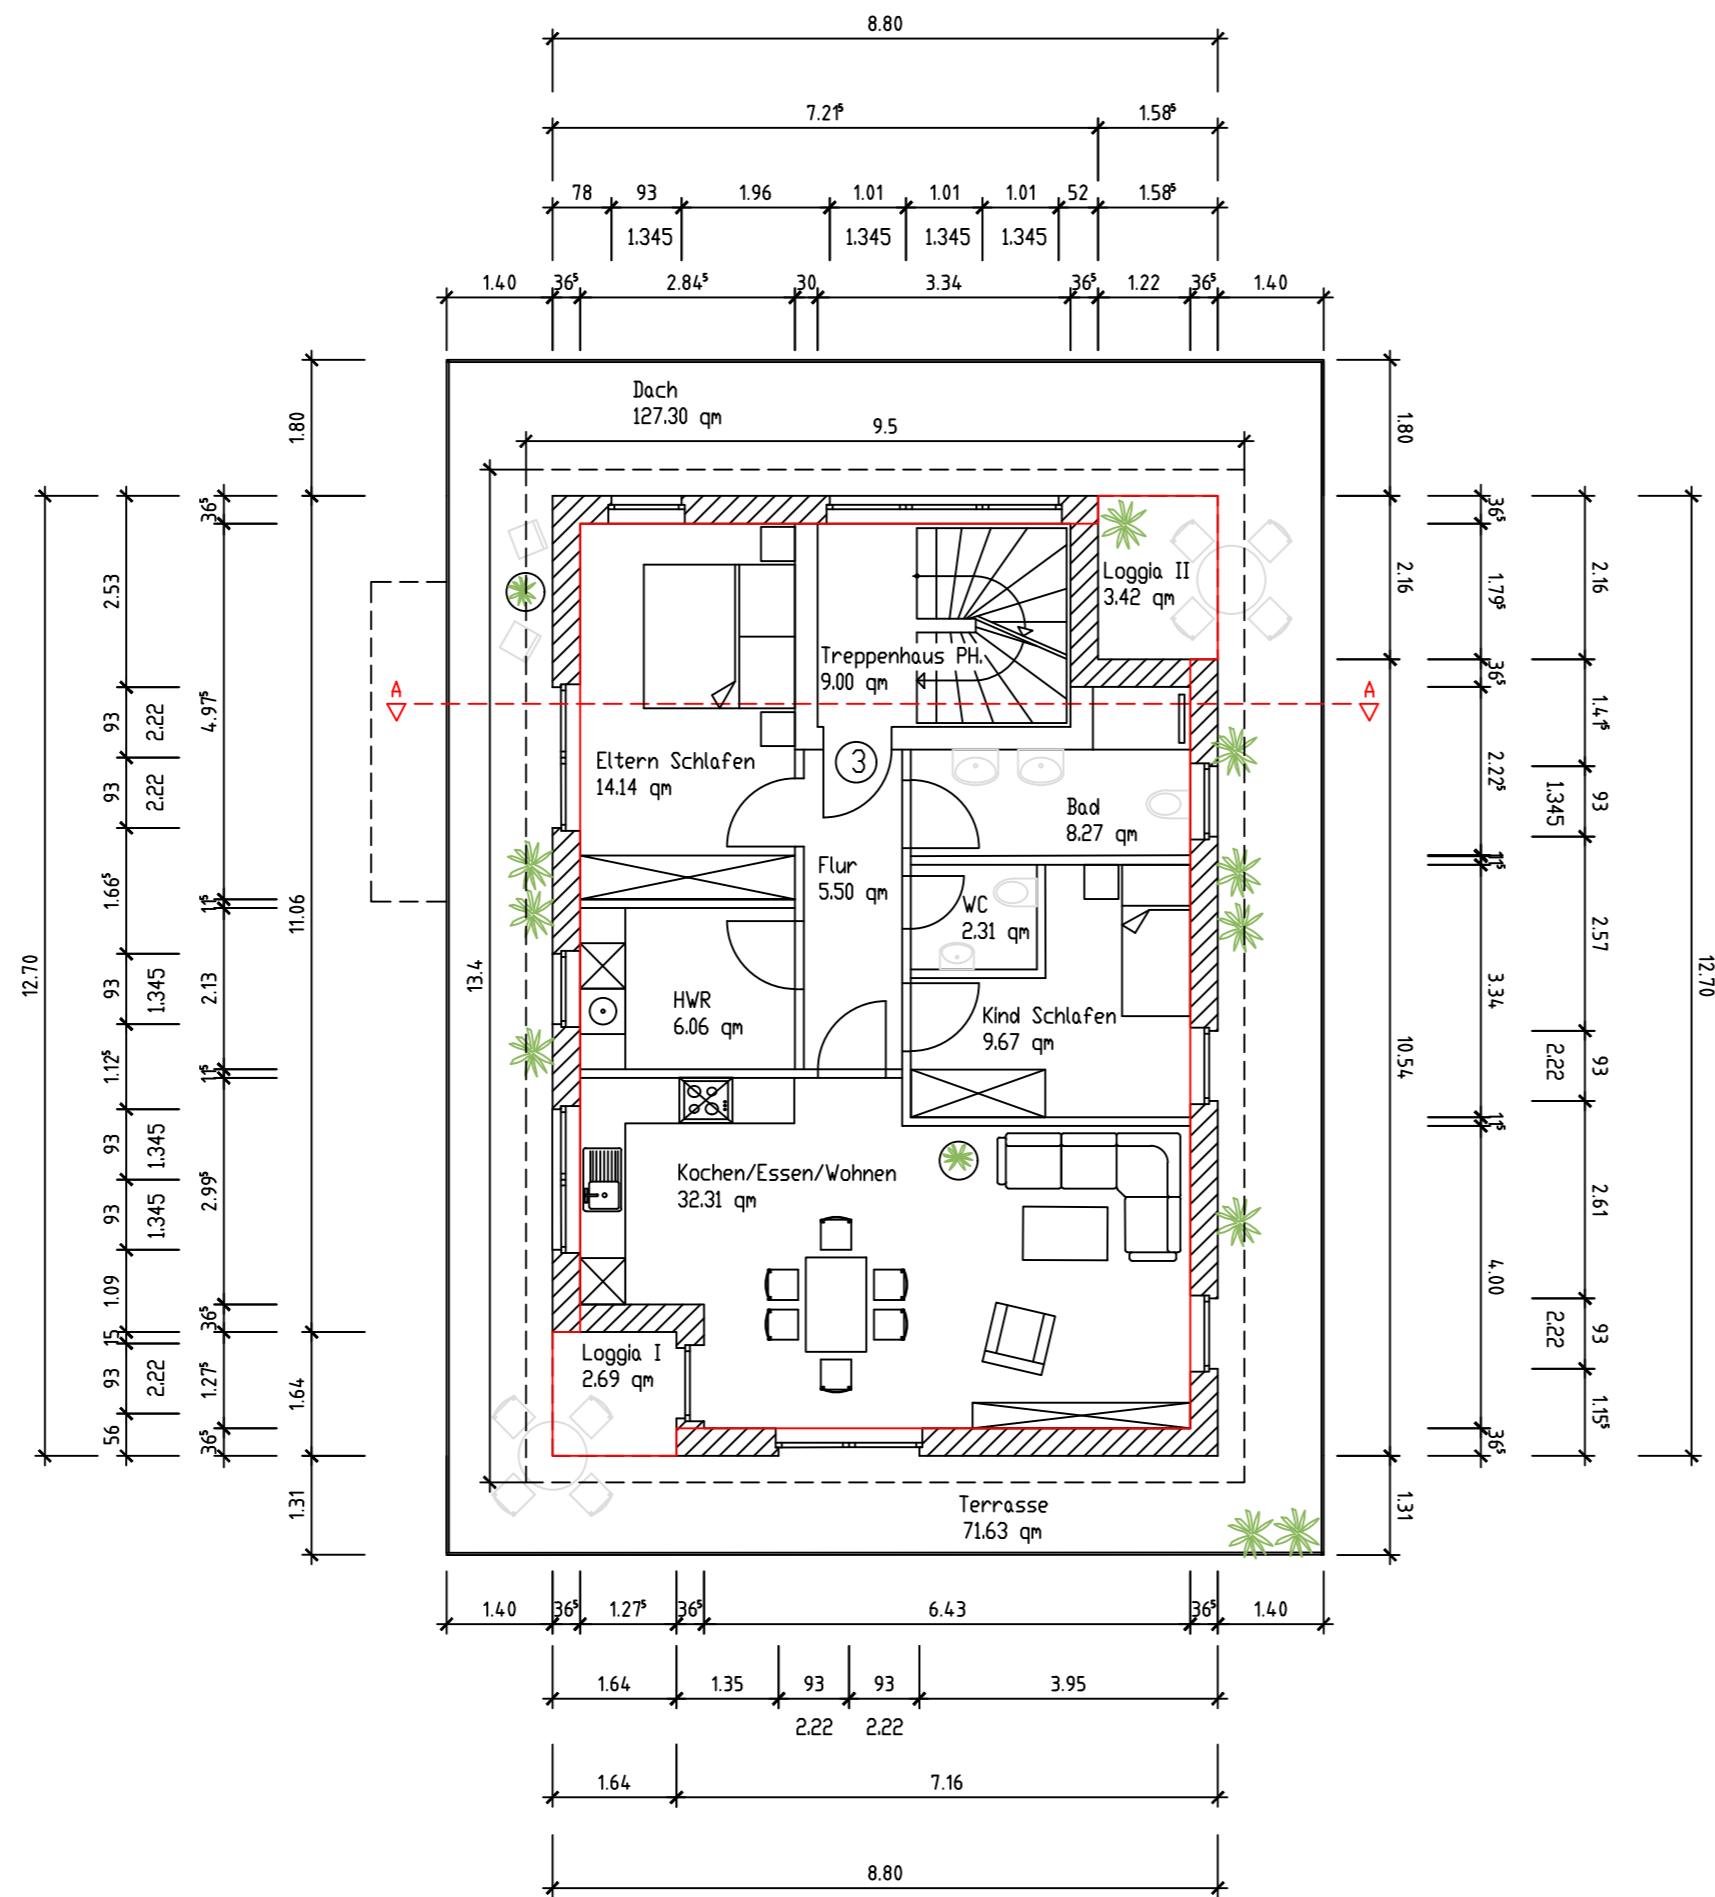 8.80
7.21⁵ 1.58⁵
78 93 1.96 1.01 1.01 1.01 52 1.58⁵
1.345 1.345 1.345 1.345
1.40 36⁵ 2.84⁵ 30 3.34 36⁵ 1.22 36⁵ 1.40
Dach
127.30 qm
9.5
13.4
Loggia II
3.42 qm
Treppenhaus PH.
9.00 qm
A
A
Eltern Schlafen
14.14 qm
3
Bad
8.27 qm
Flur
5.50 qm
WC
2.31 qm
HWR
6.06 qm
Kind Schlafen
9.67 qm
Kochen/Essen/Wohnen
32.31 qm
Loggia I
2.69 qm
Terrasse
71.63 qm
12.70
2.53
93
93
1.66⁵
93
1.12⁵
93
93
1.09
15
93
56
2.22
2.22
1.345
1.345
1.345
2.22
36⁵
4.97⁵
11⁵
2.13
11⁵
2.99⁵
36⁵
1.27⁵
36⁵
1.80
11.06
1.64
1.31
1.80
2.16
10.54
1.31
36⁵
1.79⁵
36⁵
2.22⁵
11⁵
3.34
11⁵
4.00
36⁵
2.16
1.41⁵
93
2.57
93
2.61
93
1.15⁵
1.345
2.22
2.22
12.70
1.40 36⁵ 1.27⁵ 36⁵ 6.43 36⁵ 1.40
1.64 1.35 93 93 3.95
2.22 2.22
1.64 7.16
8.80